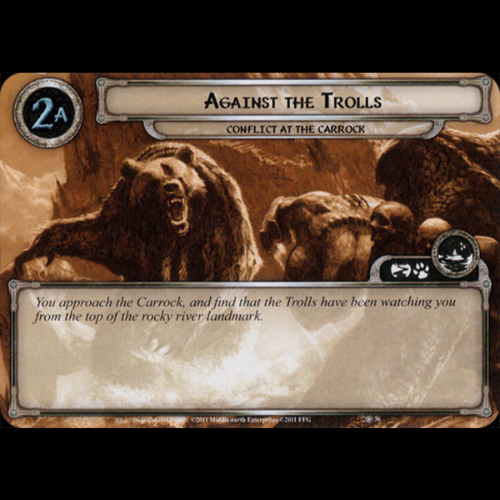 2A
AGAINST THE TROLLS
CONFLICT AT THE CARROCK
You approach the Carrock, and find that the Trolls have been watching you
from the top of the rocky river landmark.
©2011 Middle-earth Enterprises ©2011 FFG